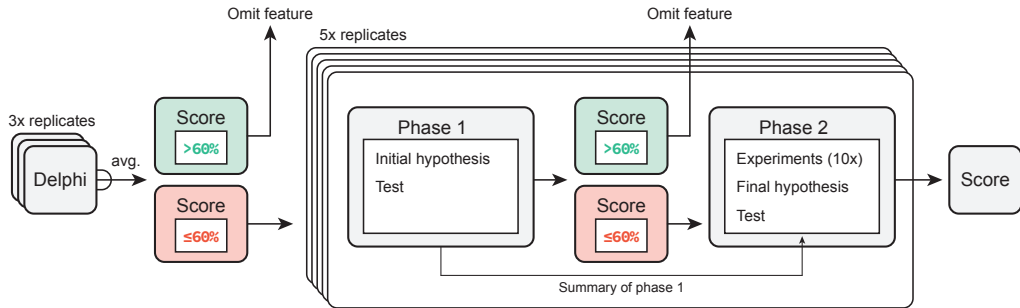 Omit feature
Omit feature
5x replicates
3x replicates
Delphi
avg.
Score
>60%
Score
≤60%
Phase 1
Initial hypothesis
Test
Score
>60%
Score
≤60%
Phase 2
Experiments (10x)
Final hypothesis
Test
Score
Summary of phase 1